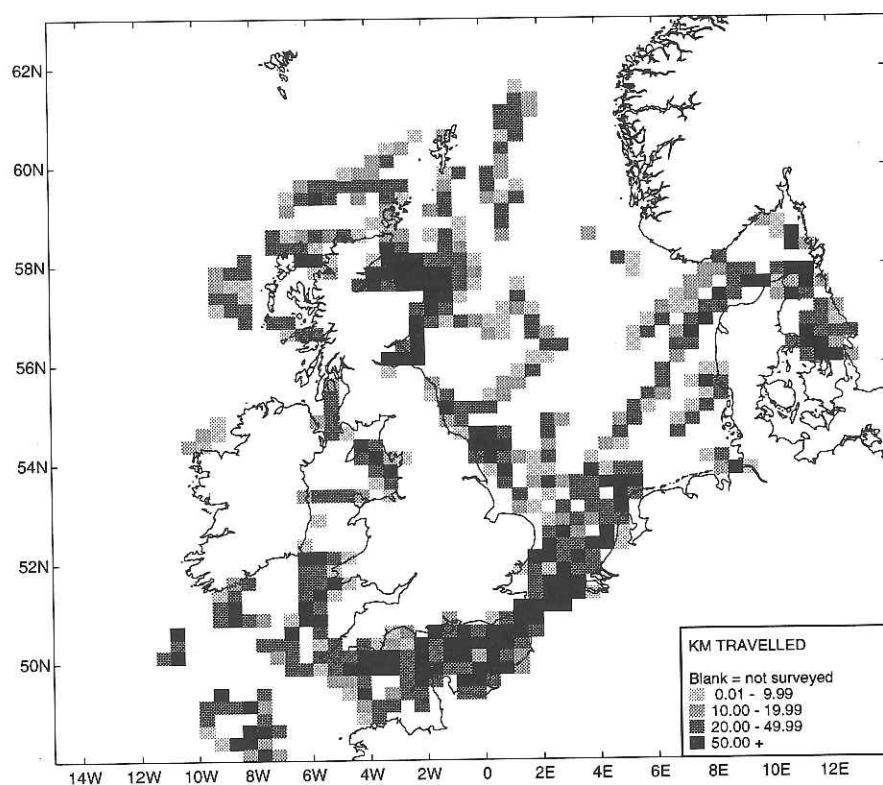 62N
60N
58N
56N
54N
52N
50N
KM TRAVELLED
Blank = not surveyed
0.01 - 9.99
10.00 - 19.99
20.00 - 49.99
50.00 +
14W 12W 10W 8W 6W 4W 2W 0 2E 4E 6E 8E 10E 12E